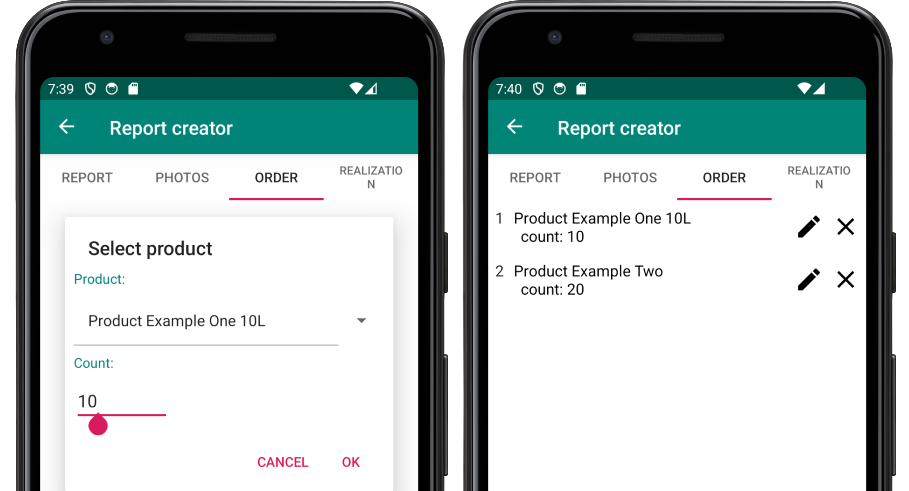 7:39
Report creator
REPORT
PHOTOS
ORDER
REALIZATIO
N
Select product
Product:
Product Example One 10L
Count:
10
CANCEL
OK
7:40
Report creator
REPORT
PHOTOS
ORDER
REALIZATIO
N
1 Product Example One 10L
count: 10
2 Product Example Two
count: 20